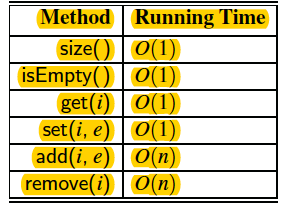 Method Running Time
size() O(1)
isEmpty() O(1)
get(i) O(1)
set(i, e) O(1)
add(i, e) O(n)
remove(i) O(n)